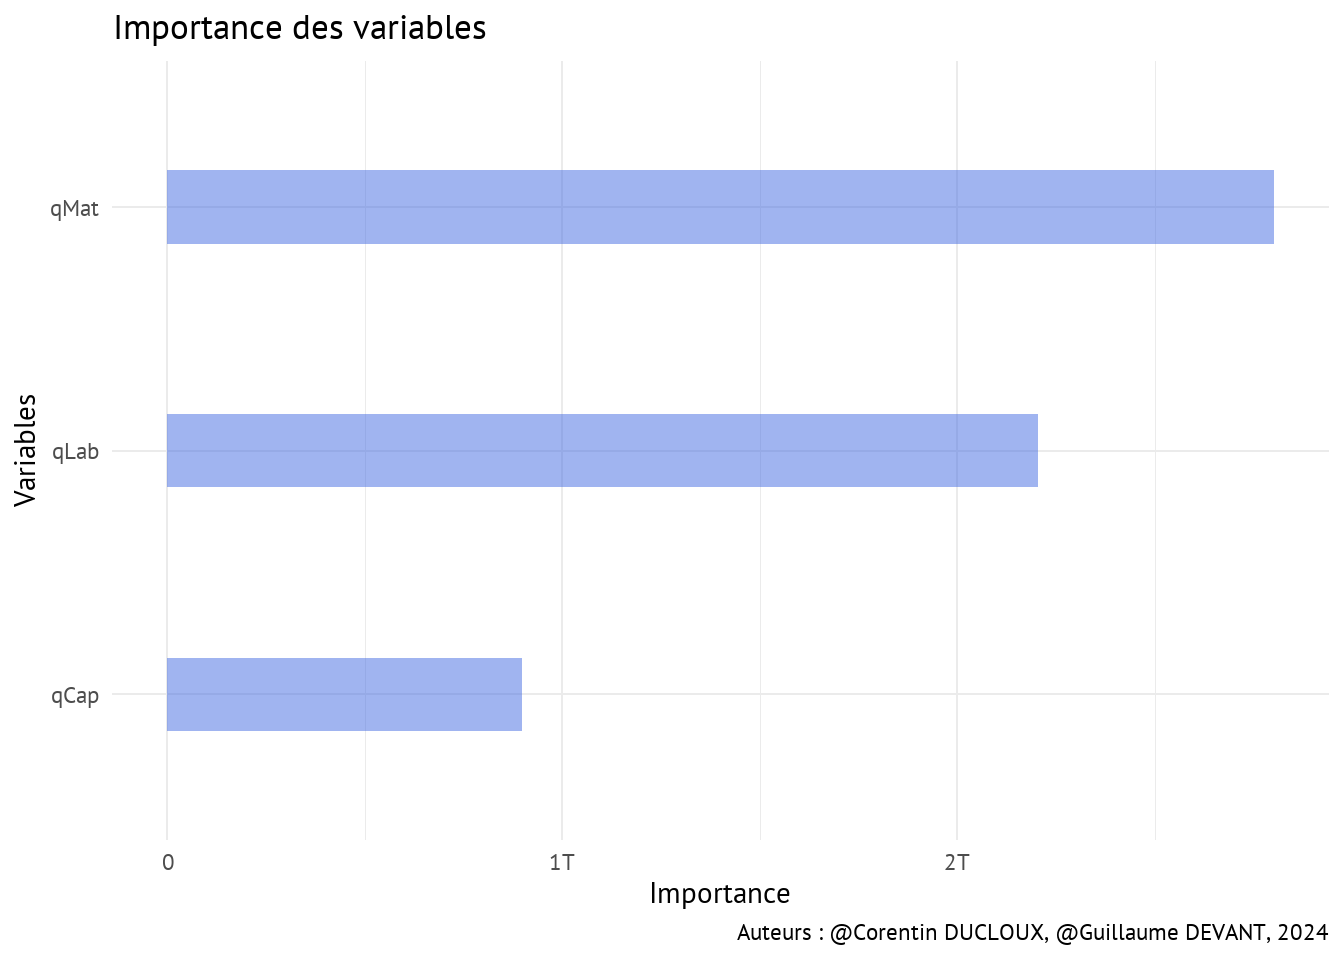 Importance des variables
qMat
qLab
qCap
Variables
0
1T
2T
Importance
Auteurs : @Corentin DUCLOUX, @Guillaume DEVANT, 2024